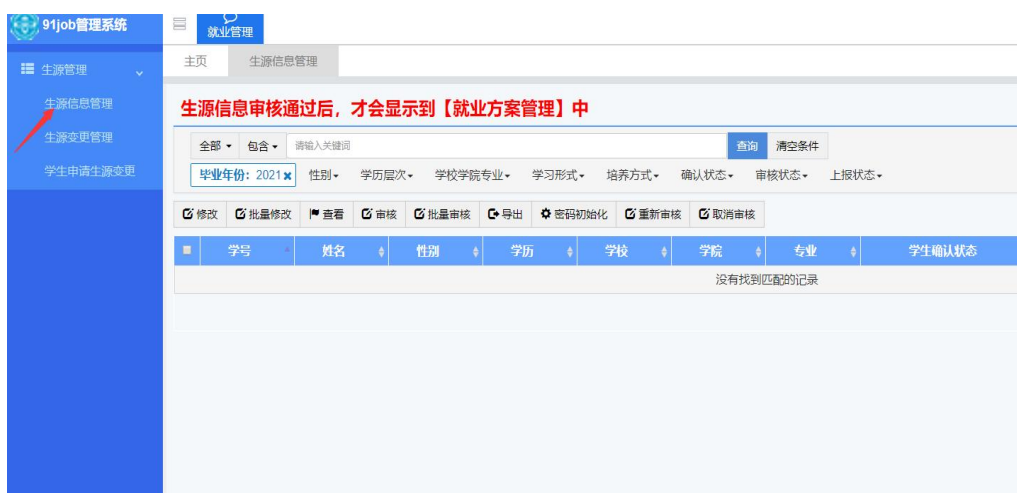 91job管理系统
就业管理
主页 生源信息管理
生源管理
生源信息管理
生源变更管理
学生申请生源变更
生源信息审核通过后，才会显示到【就业方案管理】中
全部 包含 请输入关键词 查询 清空条件
毕业年份：2021 x 性别 学历层次 学校学院专业 学习形式 培养方式 确认状态 审核状态 上报状态
修改 批量修改 查看 审核 批量审核 导出 密码初始化 重新审核 取消审核
学号 姓名 性别 学历 学校 学院 专业 学生确认状态
没有找到匹配的记录